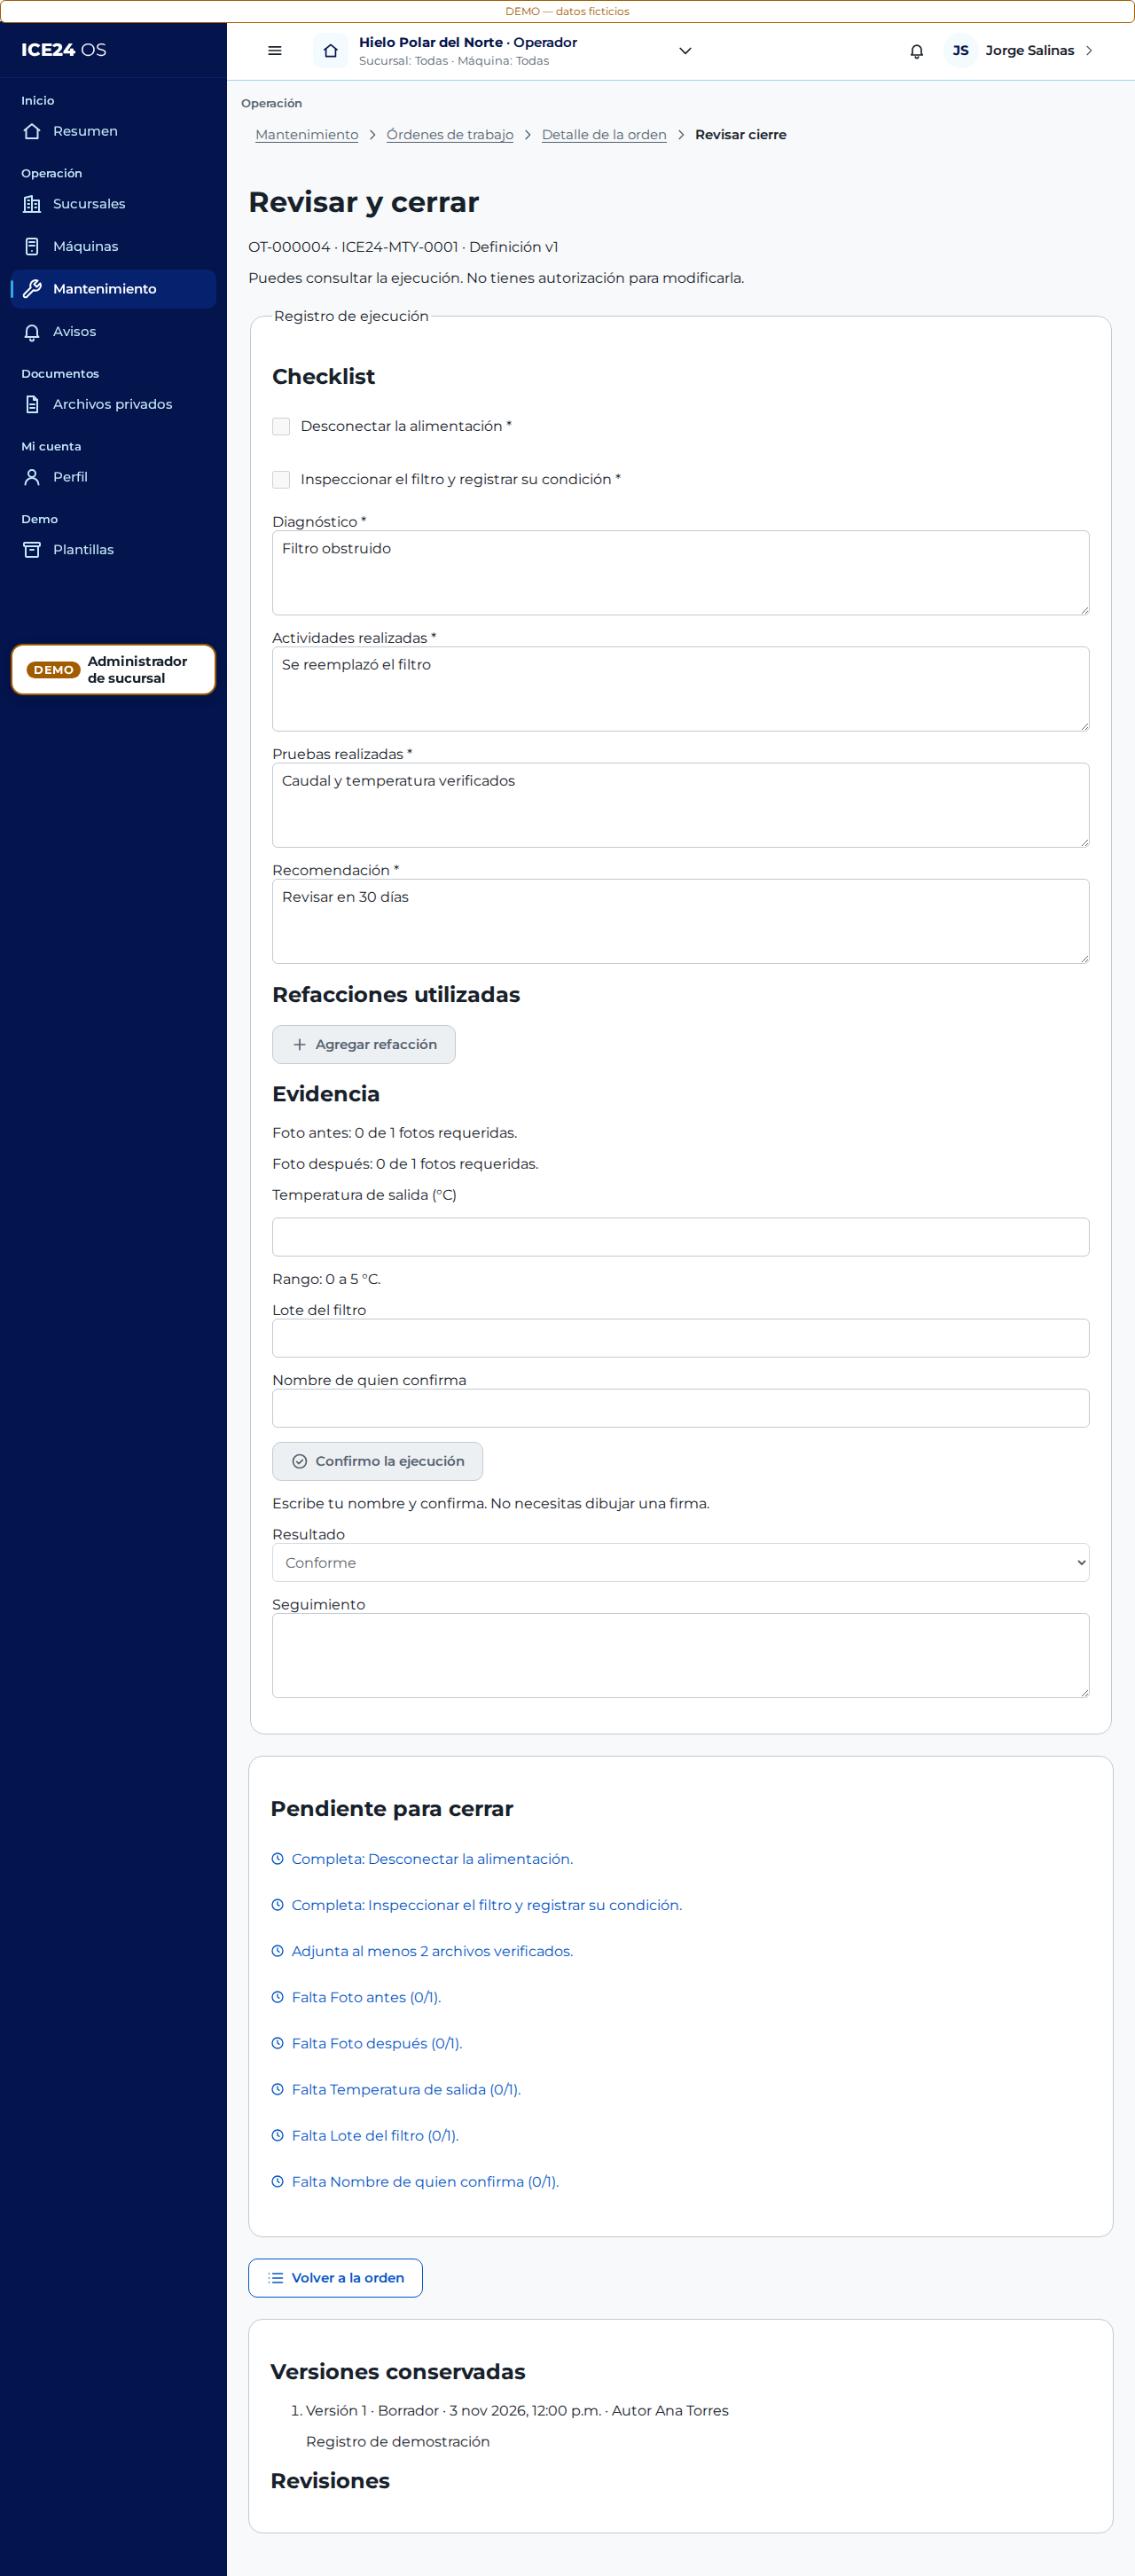 DEMO — datos ficticios
ICE24 OS
Inicio
Resumen
Operación
Sucursales
Máquinas
Mantenimiento
Avisos
Documentos
Archivos privados
Mi cuenta
Perfil
Demo
Plantillas
DEMO Administrador de sucursal
Hielo Polar del Norte · Operador
Sucursal: Todas · Máquina: Todas
JS Jorge Salinas
Operación
Mantenimiento Órdenes de trabajo Detalle de la orden Revisar cierre
Revisar y cerrar
OT-000004 · ICE24-MTY-0001 · Definición v1
Puedes consultar la ejecución. No tienes autorización para modificarla.
Registro de ejecución
Checklist
Desconectar la alimentación *
Inspeccionar el filtro y registrar su condición *
Diagnóstico *
Filtro obstruido
Actividades realizadas *
Se reemplazó el filtro
Pruebas realizadas *
Caudal y temperatura verificados
Recomendación *
Revisar en 30 días
Refacciones utilizadas
Agregar refacción
Evidencia
Foto antes: 0 de 1 fotos requeridas.
Foto después: 0 de 1 fotos requeridas.
Temperatura de salida (°C)
Rango: 0 a 5 °C.
Lote del filtro
Nombre de quien confirma
Confirmo la ejecución
Escribe tu nombre y confirma. No necesitas dibujar una firma.
Resultado
Conforme
Seguimiento
Pendiente para cerrar
Completa: Desconectar la alimentación.
Completa: Inspeccionar el filtro y registrar su condición.
Adjunta al menos 2 archivos verificados.
Falta Foto antes (0/1).
Falta Foto después (0/1).
Falta Temperatura de salida (0/1).
Falta Lote del filtro (0/1).
Falta Nombre de quien confirma (0/1).
Volver a la orden
Versiones conservadas
1. Versión 1 · Borrador · 3 nov 2026, 12:00 p.m. · Autor Ana Torres
Registro de demostración
Revisiones